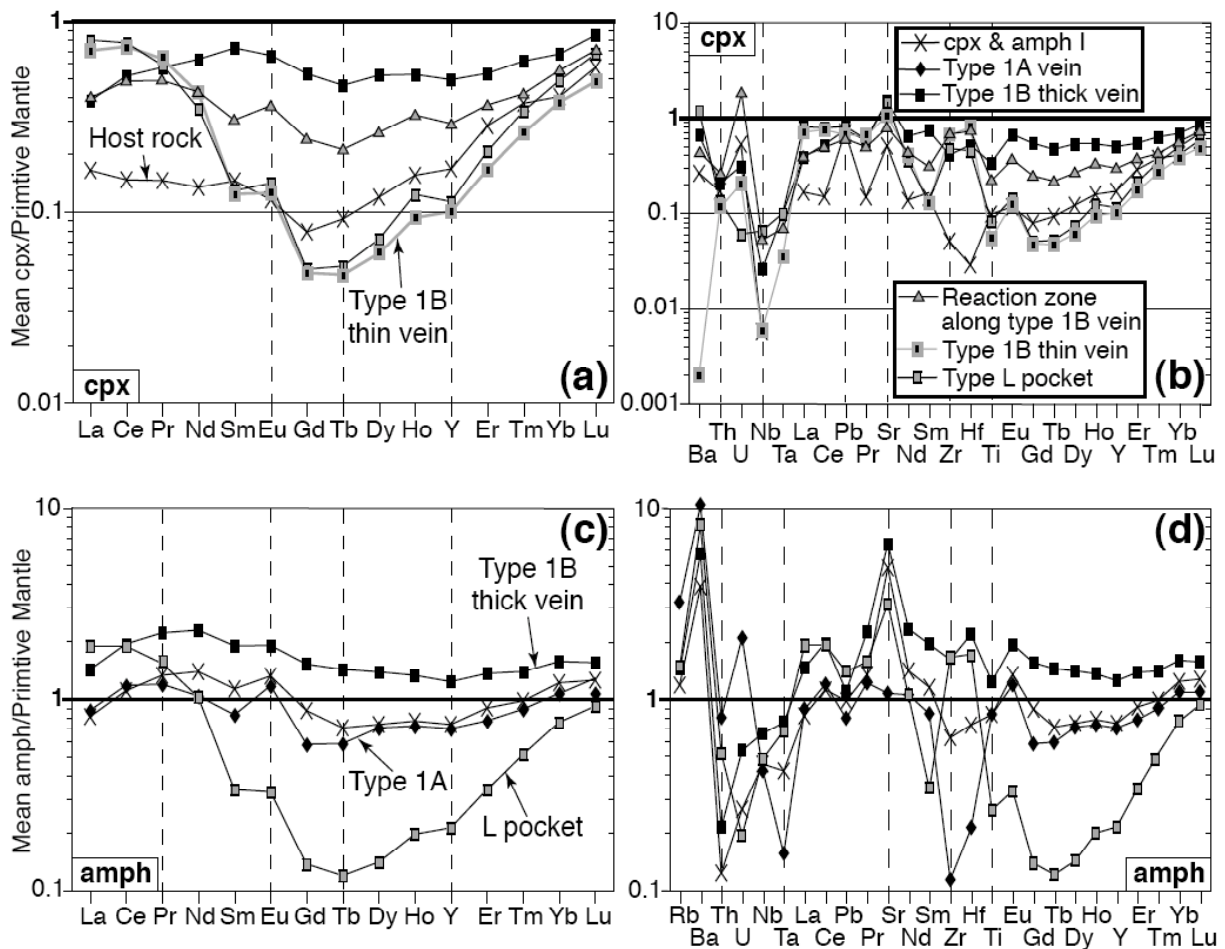 1
0.1
0.01
Mean cpx/Primtive Mantle
Host rock
Type 1B
thin vein
cpx
(a)
La Ce Pr Nd Sm Eu Gd Tb Dy Ho Y Er Tm Yb Lu
10
1
0.1
0.01
0.001
cpx
cpx & amph I
Type 1A vein
Type 1B thick vein
Reaction zone
along type 1B vein
Type 1B thin vein
Type L pocket
(b)
Th Nb La Pb Sr Sm Hf Eu Tb Ho Er Yb
Ba U Ta Ce Pr Nd Zr Ti Gd Dy Y Tm Lu
10
1
0.1
Mean amph/Primtive Mantle
(c)
Type 1B
thick vein
Type 1A
L pocket
amph
La Ce Pr Nd Sm Eu Gd Tb Dy Ho Y Er Tm Yb Lu
10
1
0.1
(d)
amph
Rb Th Nb La Pb Sr Sm Hf Eu Tb Ho Er Yb
Ba U Ta Ce Pr Nd Zr Ti Gd Dy Y Tm Lu